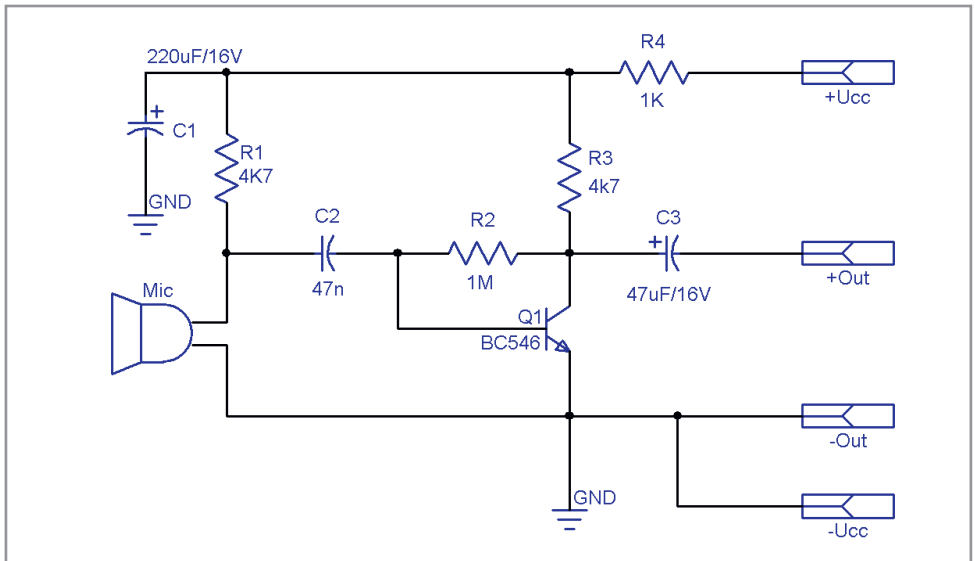 R4
220uF/16V
1K
+Ucc
C1
R1
4K7
R3
4k7
GND
C2
R2
C3
47n
1M
47uF/16V
+Out
Mic
Q1
BC546
-Out
GND
-Ucc